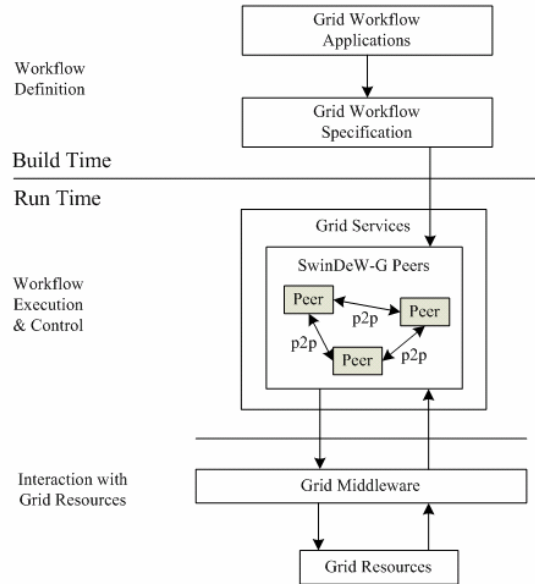 Grid Workflow
Applications
Workflow
Definition
Grid Workflow
Specification
Build Time
Run Time
Grid Services
SwinDeW-G Peers
Peer
p2p
Peer
Workflow
Execution
& Control
p2p
Peer
p2p
Interaction with
Grid Resources
Grid Middleware
Grid Resources